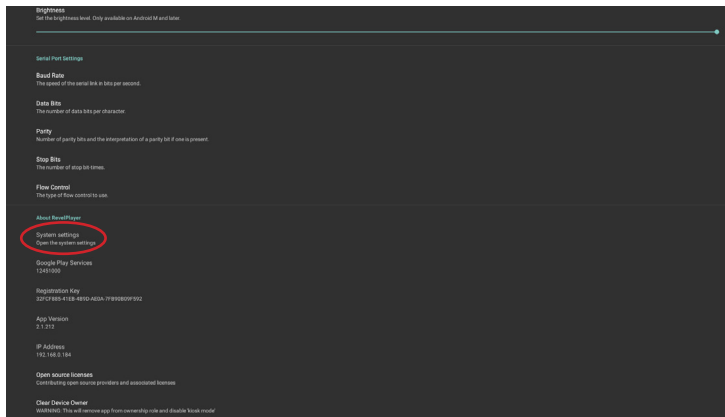 Brightness
Set the brightness level. Only available on Android M and later.
Serial Port Settings
Baud Rate
The speed of the serial link in bits per second.
Data Bits
The number of data bits per character.
Parity
Number of parity bits and the interpretation of a parity bit if one is present.
Stop Bits
The number of stop bit-times.
Flow Control
The type of flow control to use.
About RevelPlayer
System settings
Open the system settings
Google Play Services
12451000
Registration Key
32FCF885-41EB-4B9D-AE0A-7FB90B09F592
App Version
2.1.212
IP Address
192.168.0.184
Open source licenses
Contributing open source providers and associated licenses
Clear Device Owner
WARNING: This will remove app from ownership role and disable 'kiosk mode'